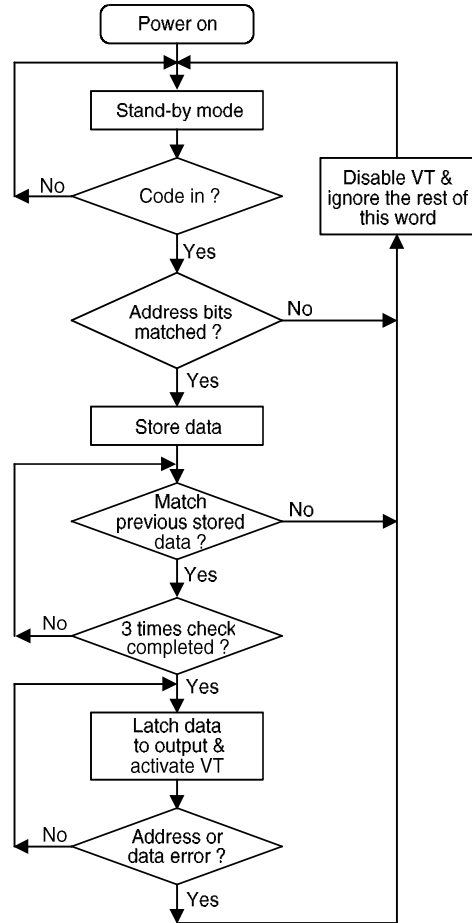 Power on
Stand-by mode
No
Code in ?
Disable VT &
ignore the rest of
this word
Yes
Address bits
matched ?
No
Yes
Store data
Match
previous stored
data ?
No
Yes
No
3 times check
completed ?
Yes
Latch data
to output &
activate VT
No
Address or
data error ?
Yes